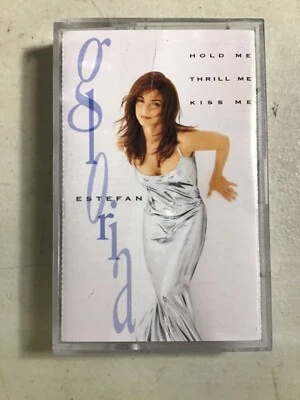 gloria
ESTEFAN
HOLD ME
THRILL ME
KISS ME